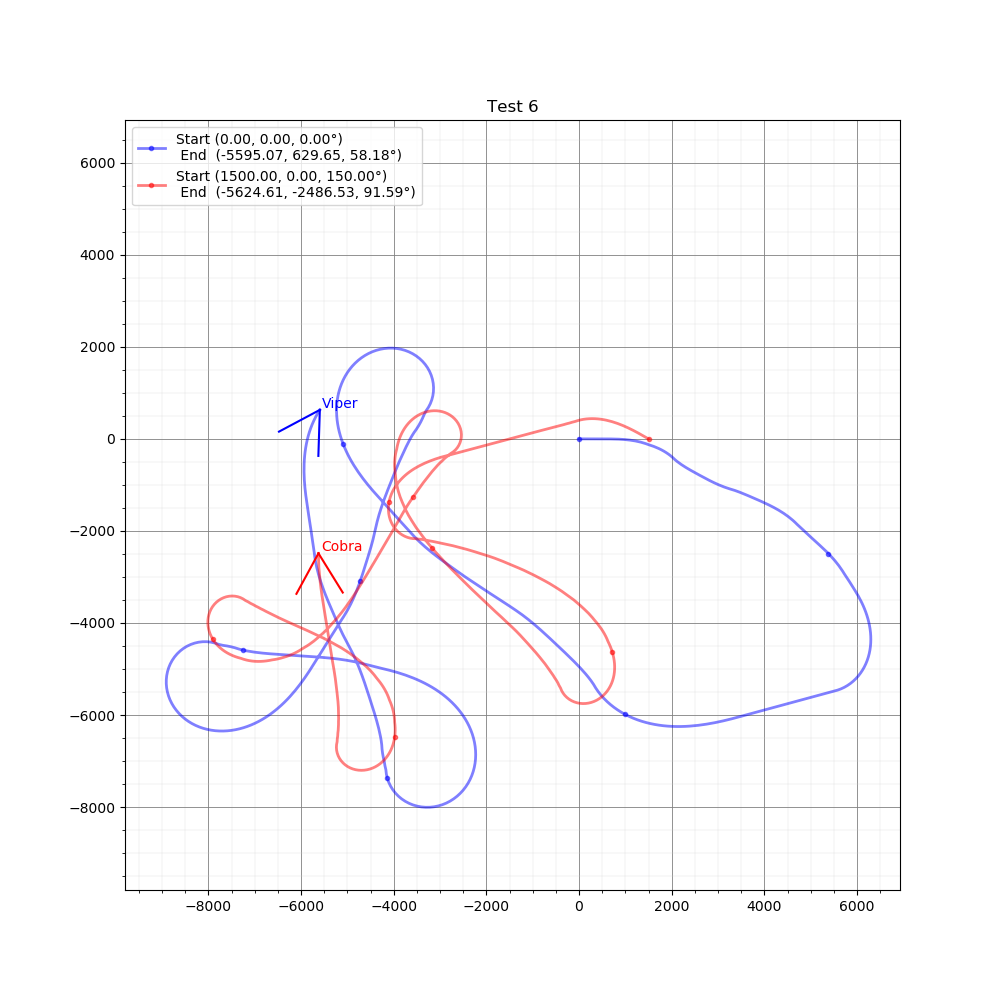 Test 6
Start (0.00, 0.00, 0.00°)
End  (-5595.07, 629.65, 58.18°)
Start (1500.00, 0.00, 150.00°)
End  (-5624.61, -2486.53, 91.59°)
6000
4000
2000
0
−2000
−4000
−6000
−8000
Viper
Cobra
−8000 −6000 −4000 −2000 0 2000 4000 6000